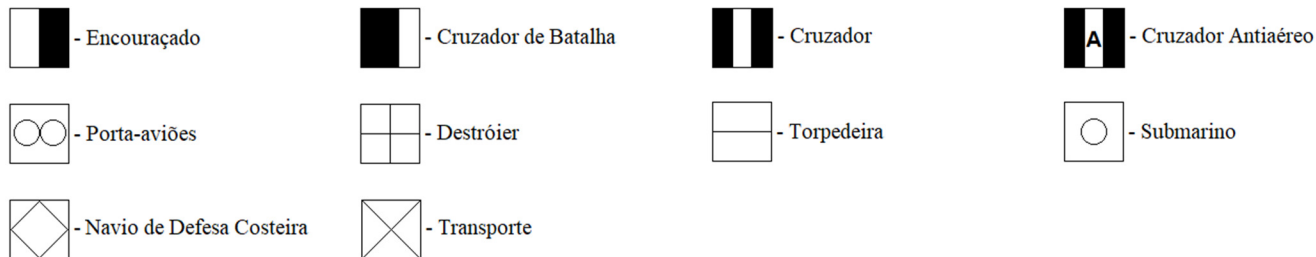 - Encouraçado
- Cruzador de Batalha
- Cruzador
A
- Cruzador Antiaéreo
- Porta-aviões
- Destróier
- Torpedeira
- Submarino
- Navio de Defesa Costeira
- Transporte